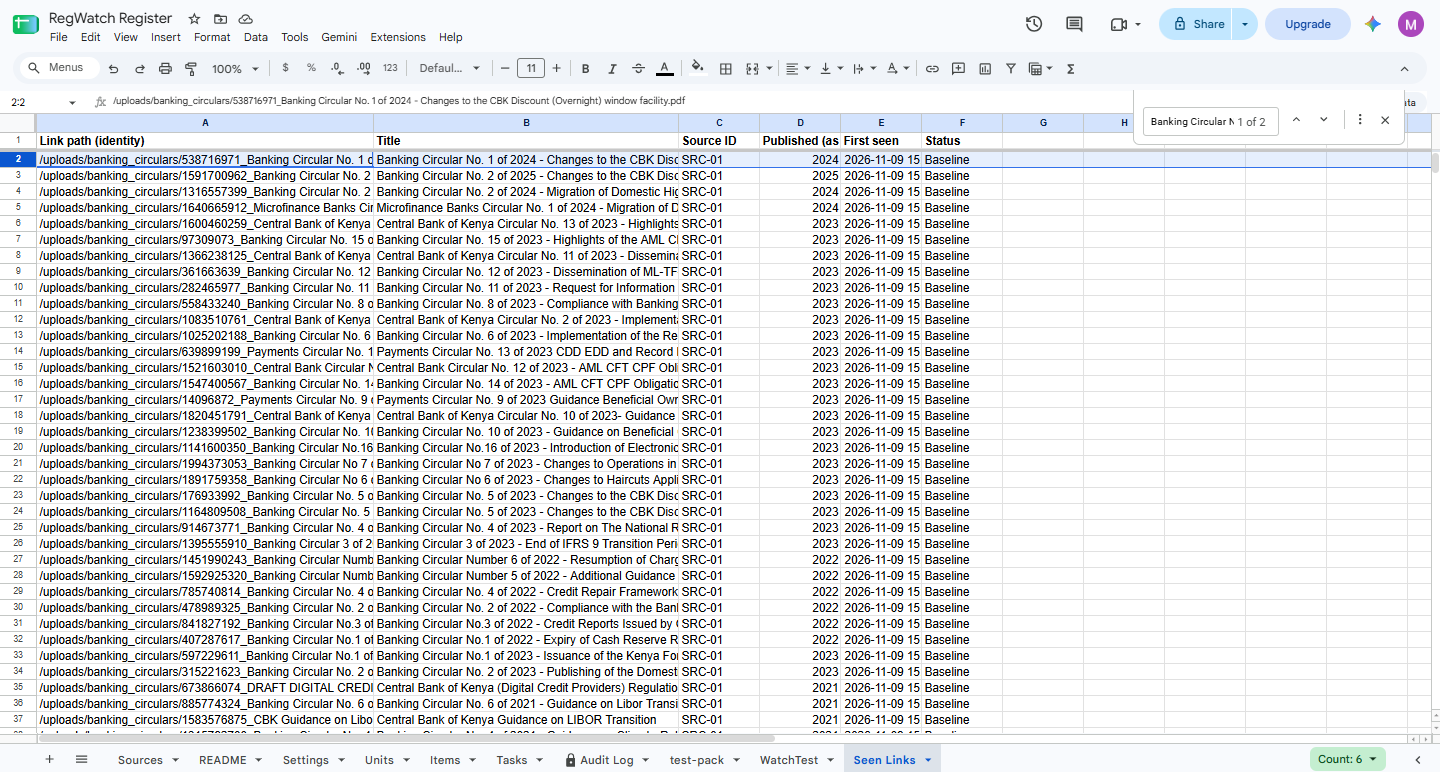 RegWatch Register
File Edit View Insert Format Data Tools Gemini Extensions Help
Share
Upgrade
M
Menus
100%
$ % .0 .00 123 Defaul... 11 B I A
2:2
fx /uploads/banking_circulars/538716971_Banking Circular No. 1 of 2024 - Changes to the CBK Discount (Overnight) window facility.pdf
Banking Circular N 1 of 2
A B C D E F G H
1 Link path (identity) Title Source ID Published (as First seen Status
2 /uploads/banking_circulars/538716971_Banking Circular No. 1 o Banking Circular No. 1 of 2024 - Changes to the CBK Disc SRC-01 2024 2026-11-09 15 Baseline
3 /uploads/banking_circulars/1591700962_Banking Circular No. 2 Banking Circular No. 2 of 2025 - Changes to the CBK Disc SRC-01 2025 2026-11-09 15 Baseline
4 /uploads/banking_circulars/1316557399_Banking Circular No. 2 Banking Circular No. 2 of 2024 - Migration of Domestic Hig SRC-01 2024 2026-11-09 15 Baseline
5 /uploads/banking_circulars/1640665912_Microfinance Banks Cir Microfinance Banks Circular No. 1 of 2024 - Migration of D SRC-01 2024 2026-11-09 15 Baseline
6 /uploads/banking_circulars/1600460259_Central Bank of Kenya Central Bank of Kenya Circular No. 13 of 2023 - Highlights SRC-01 2023 2026-11-09 15 Baseline
7 /uploads/banking_circulars/97309073_Banking Circular No. 15 o Banking Circular No. 15 of 2023 - Highlights of the AML C SRC-01 2023 2026-11-09 15 Baseline
8 /uploads/banking_circulars/1366238125_Central Bank of Kenya Central Bank of Kenya Circular No. 11 of 2023 - Dissemina SRC-01 2023 2026-11-09 15 Baseline
9 /uploads/banking_circulars/361663639_Banking Circular No. 12 Banking Circular No. 12 of 2023 - Dissemination of ML-TF SRC-01 2023 2026-11-09 15 Baseline
10 /uploads/banking_circulars/282465977_Banking Circular No. 11 Banking Circular No. 11 of 2023 - Request for Information SRC-01 2023 2026-11-09 15 Baseline
11 /uploads/banking_circulars/558433240_Banking Circular No. 8 o Banking Circular No. 8 of 2023 - Compliance with Banking SRC-01 2023 2026-11-09 15 Baseline
12 /uploads/banking_circulars/1083510761_Central Bank of Kenya Central Bank of Kenya Circular No. 2 of 2023 - Implementa SRC-01 2023 2026-11-09 15 Baseline
13 /uploads/banking_circulars/1025202188_Banking Circular No. 6 Banking Circular No. 6 of 2023 - Implementation of the Re SRC-01 2023 2026-11-09 15 Baseline
14 /uploads/banking_circulars/639899199_Payments Circular No. 1 Payments Circular No. 13 of 2023 CDD EDD and Record SRC-01 2023 2026-11-09 15 Baseline
15 /uploads/banking_circulars/1521603010_Central Bank Circular N Central Bank Circular No. 12 of 2023 - AML CFT CPF Obl SRC-01 2023 2026-11-09 15 Baseline
16 /uploads/banking_circulars/1547400567_Banking Circular No. 14 Banking Circular No. 14 of 2023 - AML CFT CPF Obligatic SRC-01 2023 2026-11-09 15 Baseline
17 /uploads/banking_circulars/14096872_Payments Circular No. 9 o Payments Circular No. 9 of 2023 Guidance Beneficial Own SRC-01 2023 2026-11-09 15 Baseline
18 /uploads/banking_circulars/1820451791_Central Bank of Kenya Central Bank of Kenya Circular No. 10 of 2023- Guidance SRC-01 2023 2026-11-09 15 Baseline
19 /uploads/banking_circulars/1238399502_Banking Circular No. 10 Banking Circular No. 10 of 2023 - Guidance on Beneficial SRC-01 2023 2026-11-09 15 Baseline
20 /uploads/banking_circulars/1141600350_Banking Circular No.16 Banking Circular No.16 of 2023 - Introduction of Electronic SRC-01 2023 2026-11-09 15 Baseline
21 /uploads/banking_circulars/1994373053_Banking Circular No 7 o Banking Circular No 7 of 2023 - Changes to Operations in SRC-01 2023 2026-11-09 15 Baseline
22 /uploads/banking_circulars/1891759358_Banking Circular No 6 o Banking Circular No 6 of 2023 - Changes to Haircuts Appl SRC-01 2023 2026-11-09 15 Baseline
23 /uploads/banking_circulars/176933992_Banking Circular No. 5 o Banking Circular No. 5 of 2023 - Changes to the CBK Disc SRC-01 2023 2026-11-09 15 Baseline
24 /uploads/banking_circulars/1164809508_Banking Circular No. 5 Banking Circular No. 5 of 2023 - Changes to the CBK Disc SRC-01 2023 2026-11-09 15 Baseline
25 /uploads/banking_circulars/914673771_Banking Circular No. 4 o Banking Circular No. 4 of 2023 - Report on The National R SRC-01 2023 2026-11-09 15 Baseline
26 /uploads/banking_circulars/1395555910_Banking Circular 3 of 2 Banking Circular 3 of 2023 - End of IFRS 9 Transition Peri SRC-01 2023 2026-11-09 15 Baseline
27 /uploads/banking_circulars/1451990243_Banking Circular Numb Banking Circular Number 6 of 2022 - Resumption of Charg SRC-01 2022 2026-11-09 15 Baseline
28 /uploads/banking_circulars/1592925320_Banking Circular Numb Banking Circular Number 5 of 2022 - Additional Guidance SRC-01 2022 2026-11-09 15 Baseline
29 /uploads/banking_circulars/785740814_Banking Circular No. 4 o Banking Circular No. 4 of 2022 - Credit Repair Framework SRC-01 2022 2026-11-09 15 Baseline
30 /uploads/banking_circulars/478989325_Banking Circular No. 2 o Banking Circular No. 2 of 2022 - Compliance with the Ban SRC-01 2022 2026-11-09 15 Baseline
31 /uploads/banking_circulars/841827192_Banking Circular No.3 of Banking Circular No.3 of 2022 - Credit Reports Issued by SRC-01 2022 2026-11-09 15 Baseline
32 /uploads/banking_circulars/407287617_Banking Circular No.1 of Banking Circular No.1 of 2022 - Expiry of Cash Reserve R SRC-01 2022 2026-11-09 15 Baseline
33 /uploads/banking_circulars/597229611_Banking Circular No.1 of Banking Circular No.1 of 2023 - Issuance of the Kenya Fo SRC-01 2023 2026-11-09 15 Baseline
34 /uploads/banking_circulars/315221623_Banking Circular No. 2 o Banking Circular No. 2 of 2023 - Publishing of the Domest SRC-01 2023 2026-11-09 15 Baseline
35 /uploads/banking_circulars/673866074_DRAFT DIGITAL CREDI Central Bank of Kenya (Digital Credit Providers) Regulatio SRC-01 2021 2026-11-09 15 Baseline
36 /uploads/banking_circulars/885774324_Banking Circular No. 6 o Banking Circular No. 6 of 2021 - Guidance on Libor Transi SRC-01 2021 2026-11-09 15 Baseline
37 /uploads/banking_circulars/1583576875_CBK Guidance on Libo Central Bank of Kenya Guidance on LIBOR Transition SRC-01 2021 2026-11-09 15 Baseline
Sources README Settings Units Items Tasks Audit Log test-pack WatchTest Seen Links Count: 6